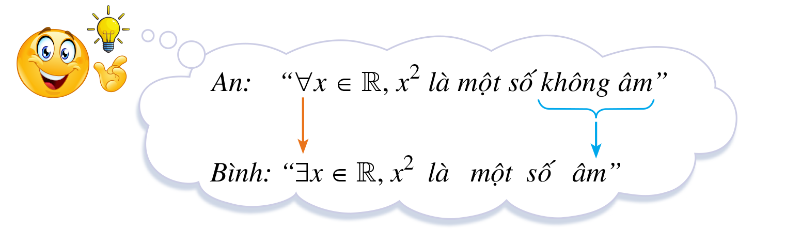 An: “∀x ∈ ℝ, x² là một số không âm”
Bình: “∃x ∈ ℝ, x² là một số âm”